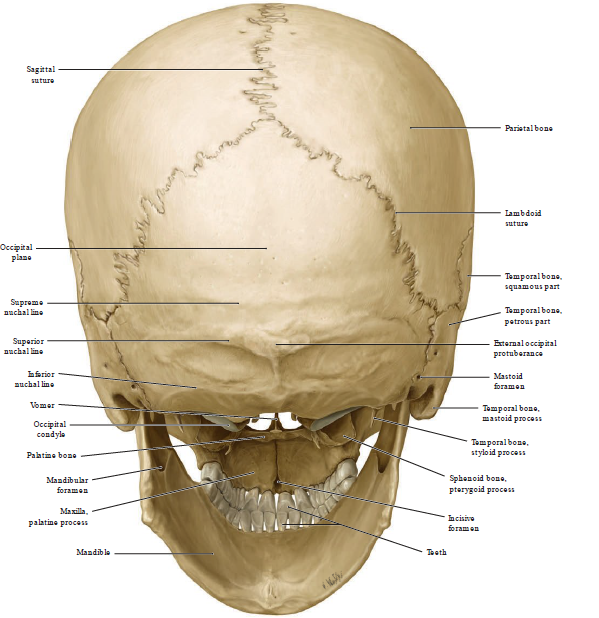 Sagittal
suture
Parietal bone
Lambdoid
suture
Occipital
plane
Temporal bone,
squamous part
Supreme
nuchal line
Temporal bone,
petrous part
Superior
nuchal line
External occipital
protuberance
Inferior
nuchal line
Mastoid
foramen
Vomer
Temporal bone,
mastoid process
Occipital
condyle
Temporal bone,
styloid process
Palatine bone
Mandibular
foramen
Sphenoid bone,
pterygoid process
Maxilla,
palatine process
Incisive
foramen
Mandible
Teeth